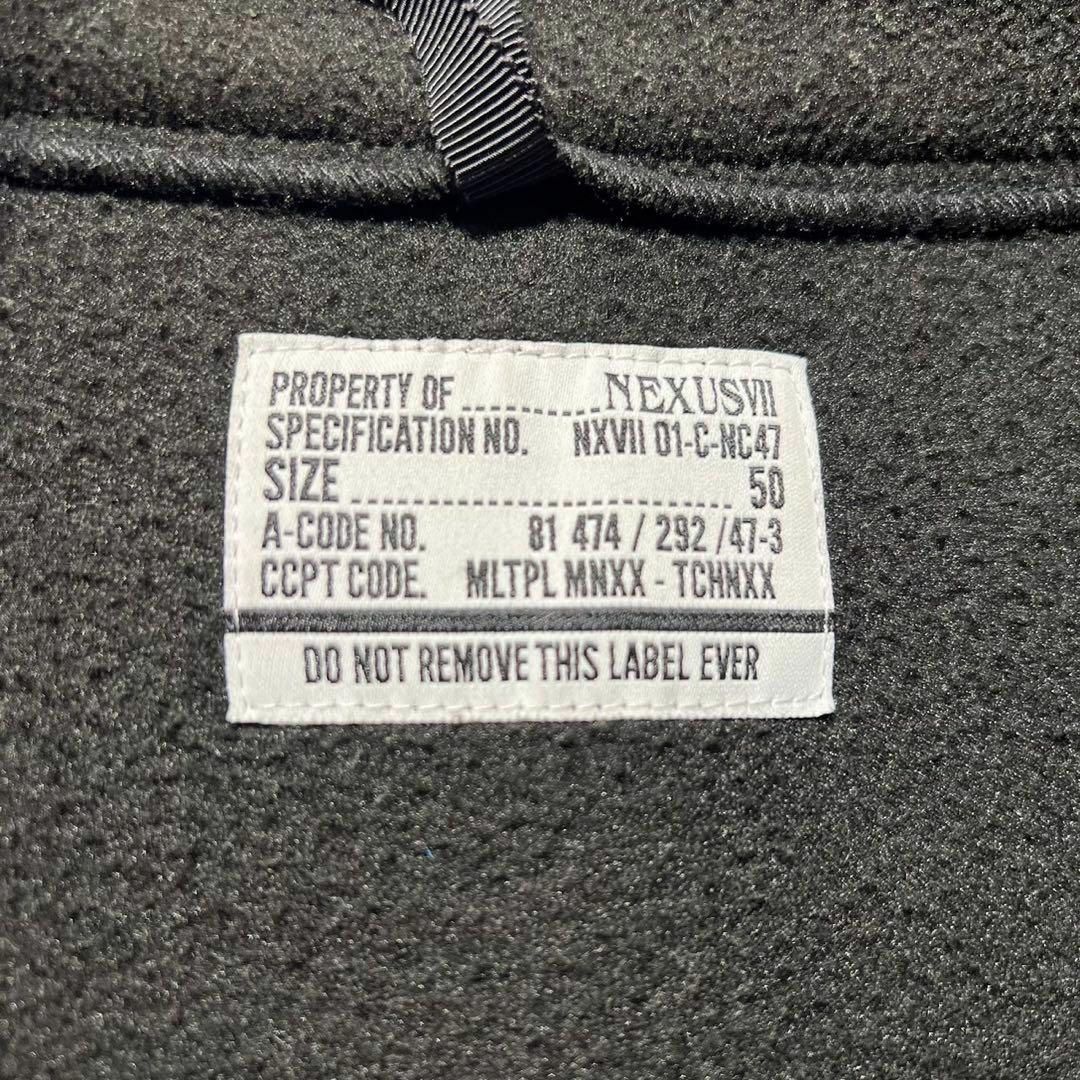 PROPERTY OF ........... NEXUSVII
SPECIFICATION NO. NXVII 01-C-NC47
SIZE ................................ 50
A-CODE NO. 81 474 / 292 /47-3
CCPT CODE. MLTPL MNXX - TCHNXX
DO NOT REMOVE THIS LABEL EVER